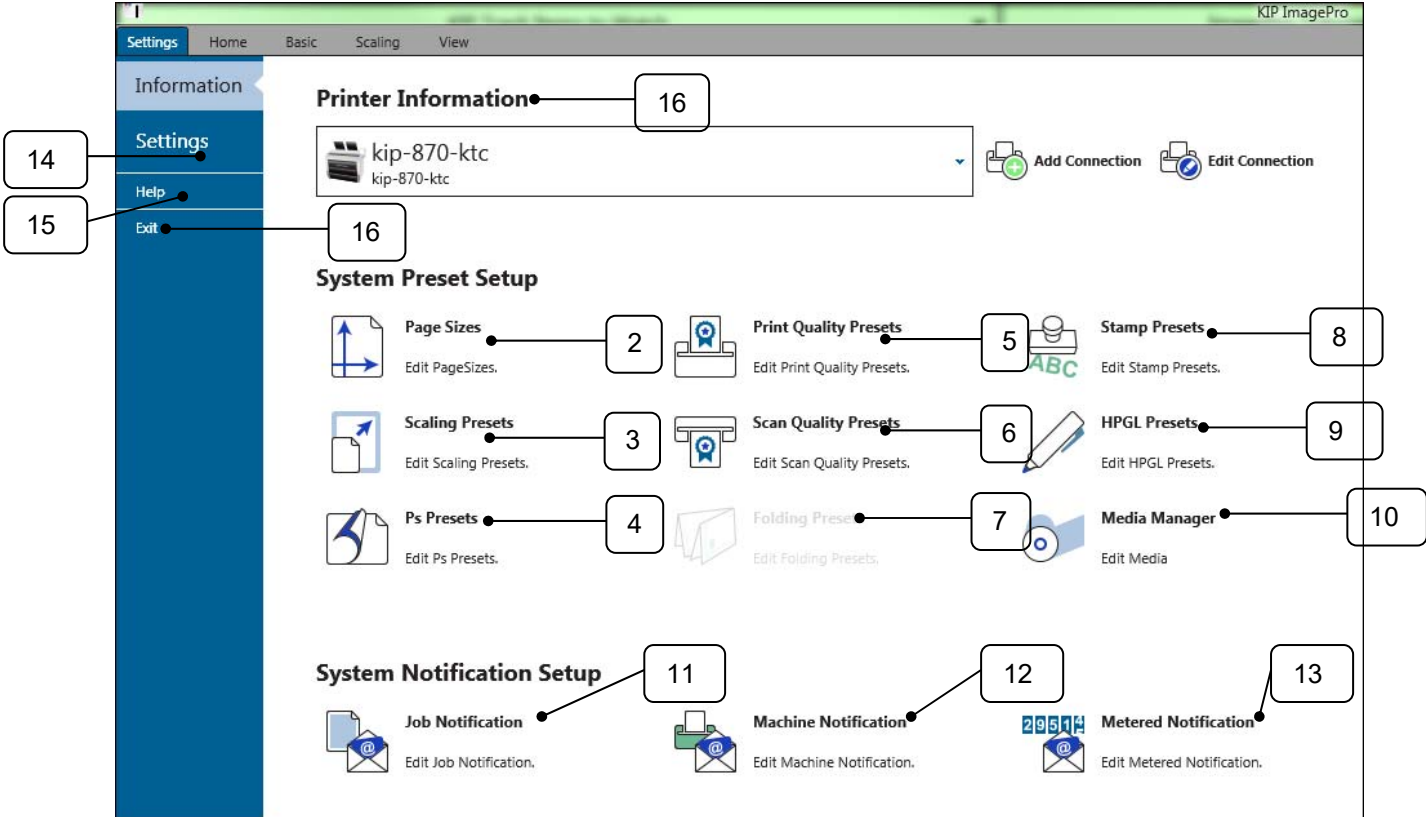 KIP ImagePro
Settings Home Basic Scaling View
Information
Printer Information 16
Settings
14
kip-870-ktc
kip-870-ktc
Add Connection Edit Connection
Help
15
Exit 16
System Preset Setup
Page Sizes 2 Print Quality Presets 5 Stamp Presets 8
Edit PageSizes. Edit Print Quality Presets. ABC Edit Stamp Presets.
Scaling Presets 3 Scan Quality Presets 6 HPGL Presets 9
Edit Scaling Presets. Edit Scan Quality Presets. Edit HPGL Presets.
Ps Presets 4 Folding Presets 7 Media Manager 10
Edit Ps Presets. Edit Folding Presets. Edit Media
System Notification Setup 11 12 13
Job Notification Machine Notification Metered Notification
@ @ @
Edit Job Notification. Edit Machine Notification. Edit Metered Notification.